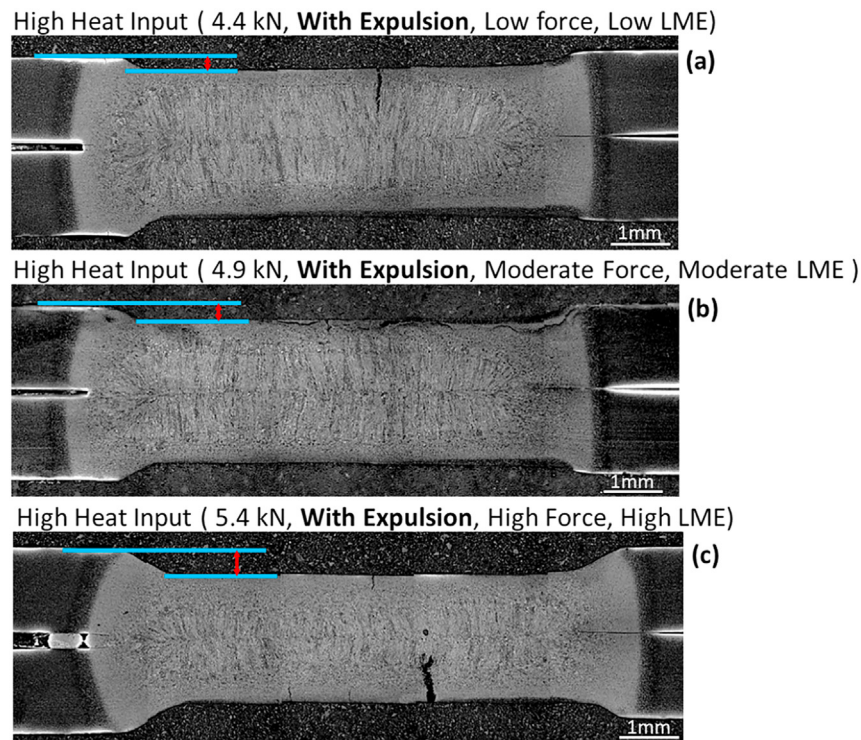 High Heat Input ( 4.4 kN, With Expulsion, Low force, Low LME)
(a)
1mm
High Heat Input ( 4.9 kN, With Expulsion, Moderate Force, Moderate LME )
(b)
1mm
High Heat Input ( 5.4 kN, With Expulsion, High Force, High LME)
(c)
1mm